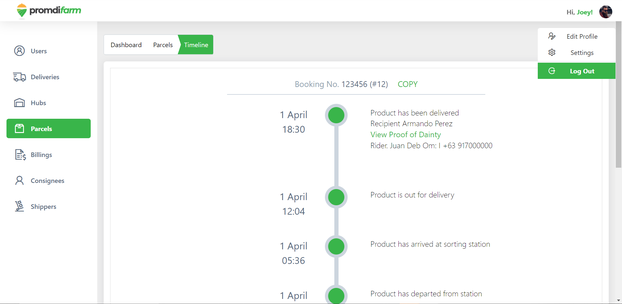 promdifarm
Hi, Joey!
Users
Deliveries
Hubs
Parcels
Billings
Consignees
Shippers
Dashboard Parcels Timeline
Edit Profile
Settings
Log Out
Booking No. 123456 (#12) COPY
1 April
18:30
Product has been delivered
Recipient Armando Perez
View Proof of Dainty
Rider. Juan Deb Om: I +63 917000000
1 April
12:04
Product is out for delivery
1 April
05:36
Product has arrived at sorting station
1 April
Product has departed from station